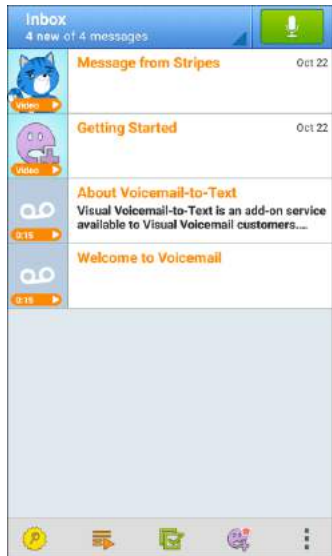 Inbox
4 new of 4 messages
Message from Stripes
Oct 22
Video
Getting Started
Oct 22
Video
About Voicemail-to-Text
Visual Voicemail-to-Text is an add-on service
available to Visual Voicemail customers....
0:15
Welcome to Voicemail
0:15